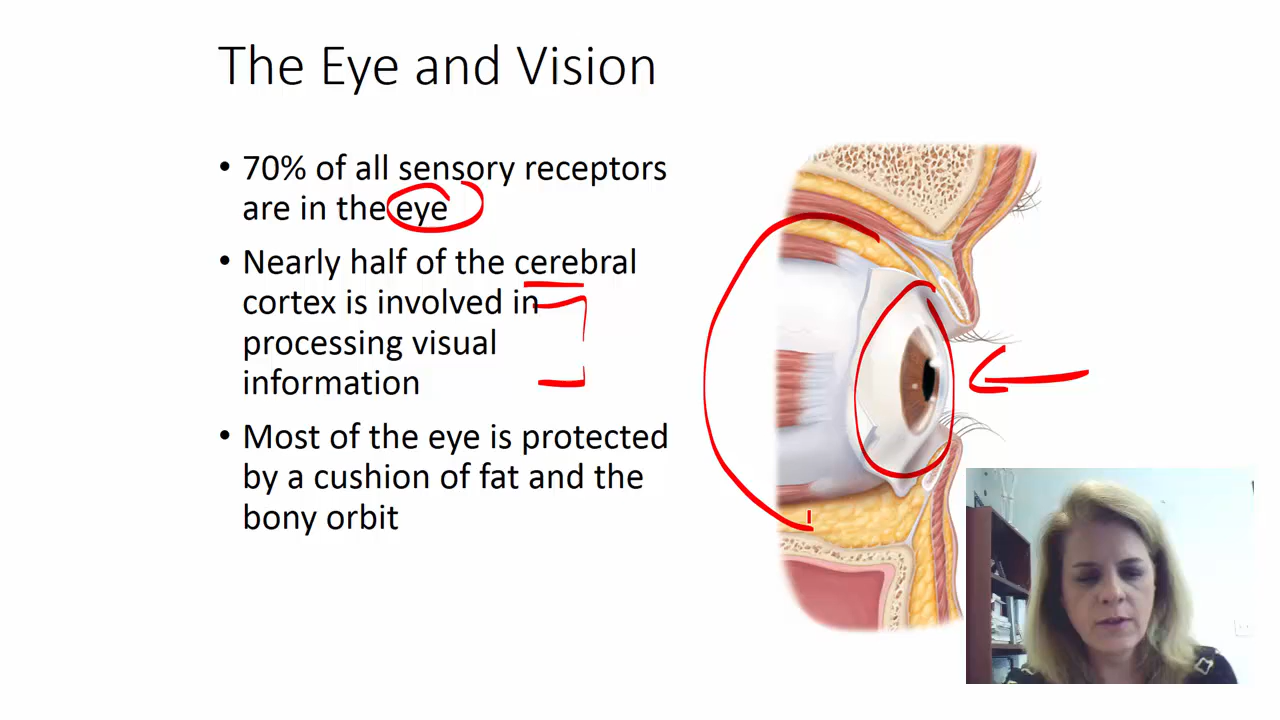 The Eye and Vision
• 70% of all sensory receptors
are in the eye
• Nearly half of the cerebral
cortex is involved in
processing visual
information
• Most of the eye is protected
by a cushion of fat and the
bony orbit